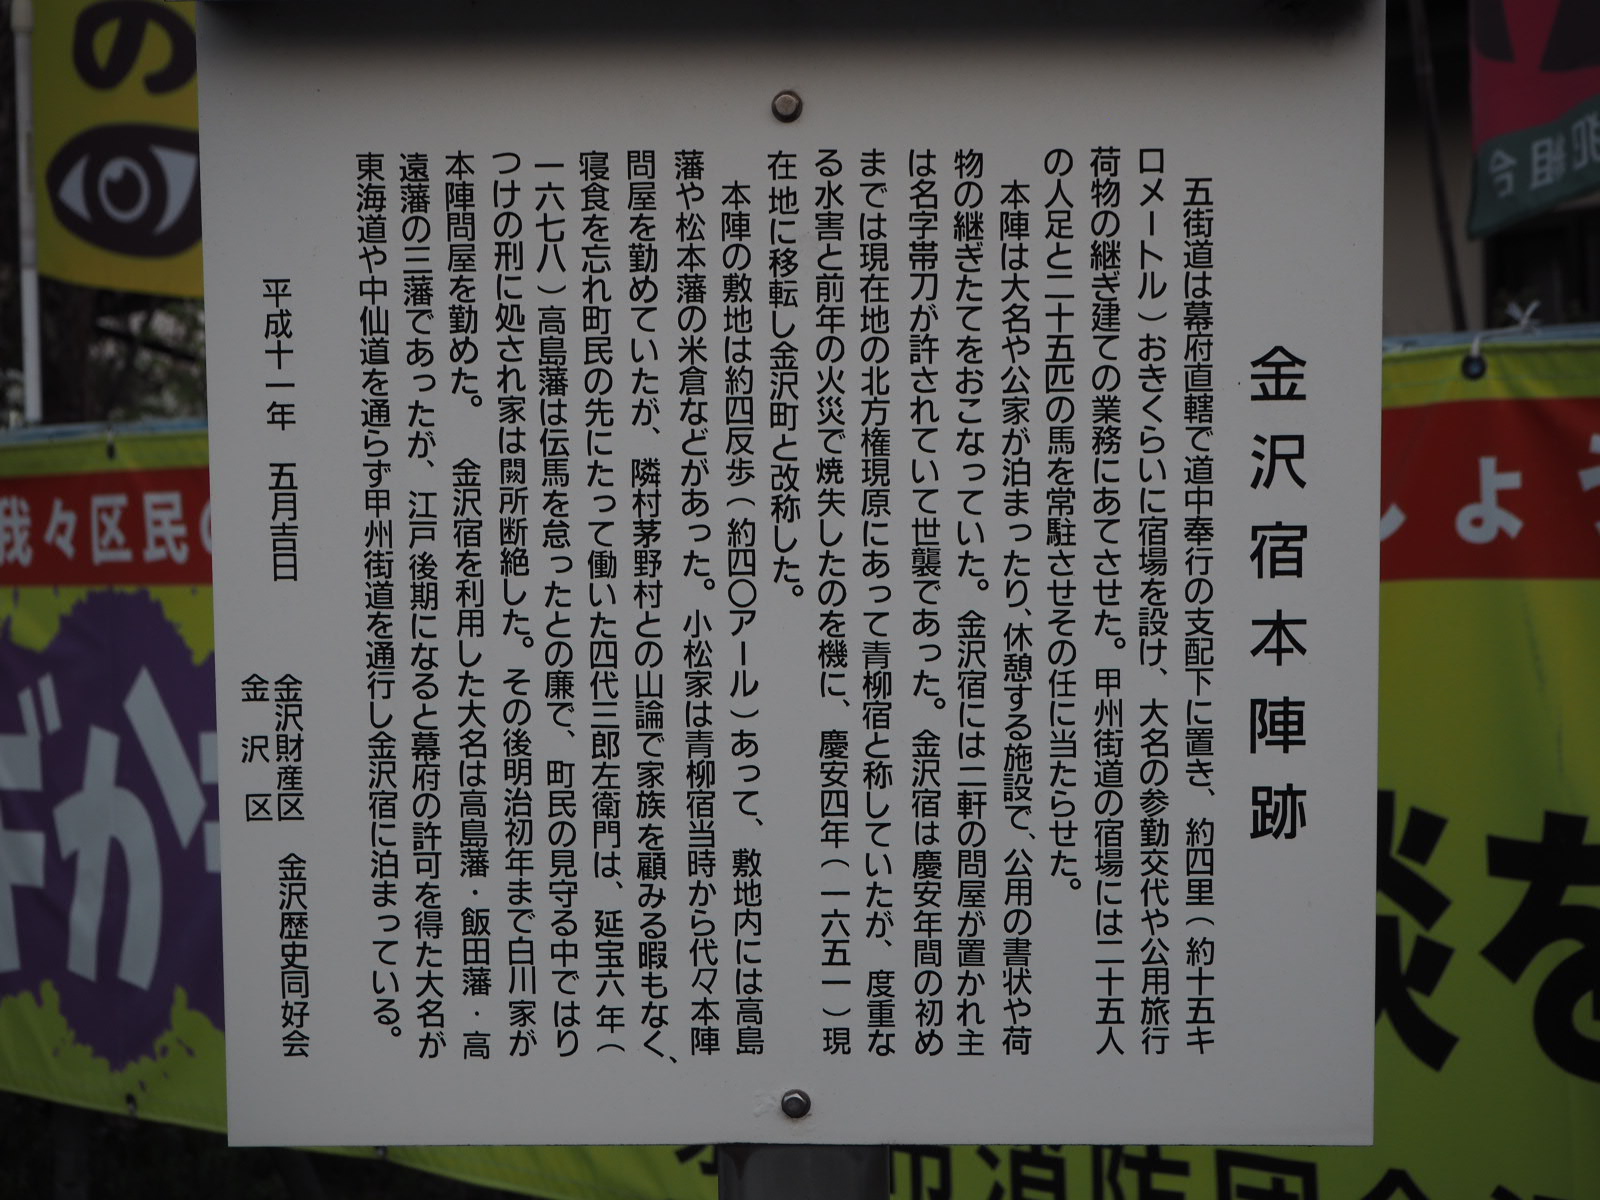 金沢宿本陣跡
五街道は幕府直轄で道中奉行の支配下に置き、約四里（約十五キ
ロメートル）おきくらいに宿場を設け、大名の参勤交代や公用旅行
荷物の継ぎ建ての業務にあてさせた。甲州街道の宿場には二十五人
の人足と二十五匹の馬を常駐させその任に当たらせた。
本陣は大名や公家が泊まったり、休憩する施設で、公用の書状や荷
物の継ぎたてをおこなっていた。金沢宿には二軒の問屋が置かれ主
は名字帯刀が許されていて世襲であった。金沢宿は慶安年間の初め
までは現在地の北方権現原にあって青柳宿と称していたが、度重な
る水害と前年の火災で焼失したのを機に、慶安四年（一六五一）現
在地に移転し金沢町と改称した。
本陣の敷地は約四反歩（約四〇アール）あって、敷地内には高島
藩や松本藩の米倉などがあった。小松家は青柳宿当時から代々本陣
問屋を勤めていたが、隣村茅野村との山論で家族を顧みる暇もなく、
寝食を忘れ町民の先にたって働いた四代三郎左衛門は、延宝六年（
一六七八）高島藩は伝馬を怠ったとの廉で、町民の見守る中ではり
つけの刑に処され家は闕所断絶した。その後明治初年まで白川家が
本陣問屋を勤めた。　金沢宿を利用した大名は高島藩・飯田藩・高
遠藩の三藩であったが、江戸後期になると幕府の許可を得た大名が
東海道や中仙道を通らず甲州街道を通行し金沢宿に泊まっている。
平成十一年　五月吉日　金沢財産区　金沢歴史同好会
金沢区
の
我々区民の
しょう
ぎか
談を
消防団